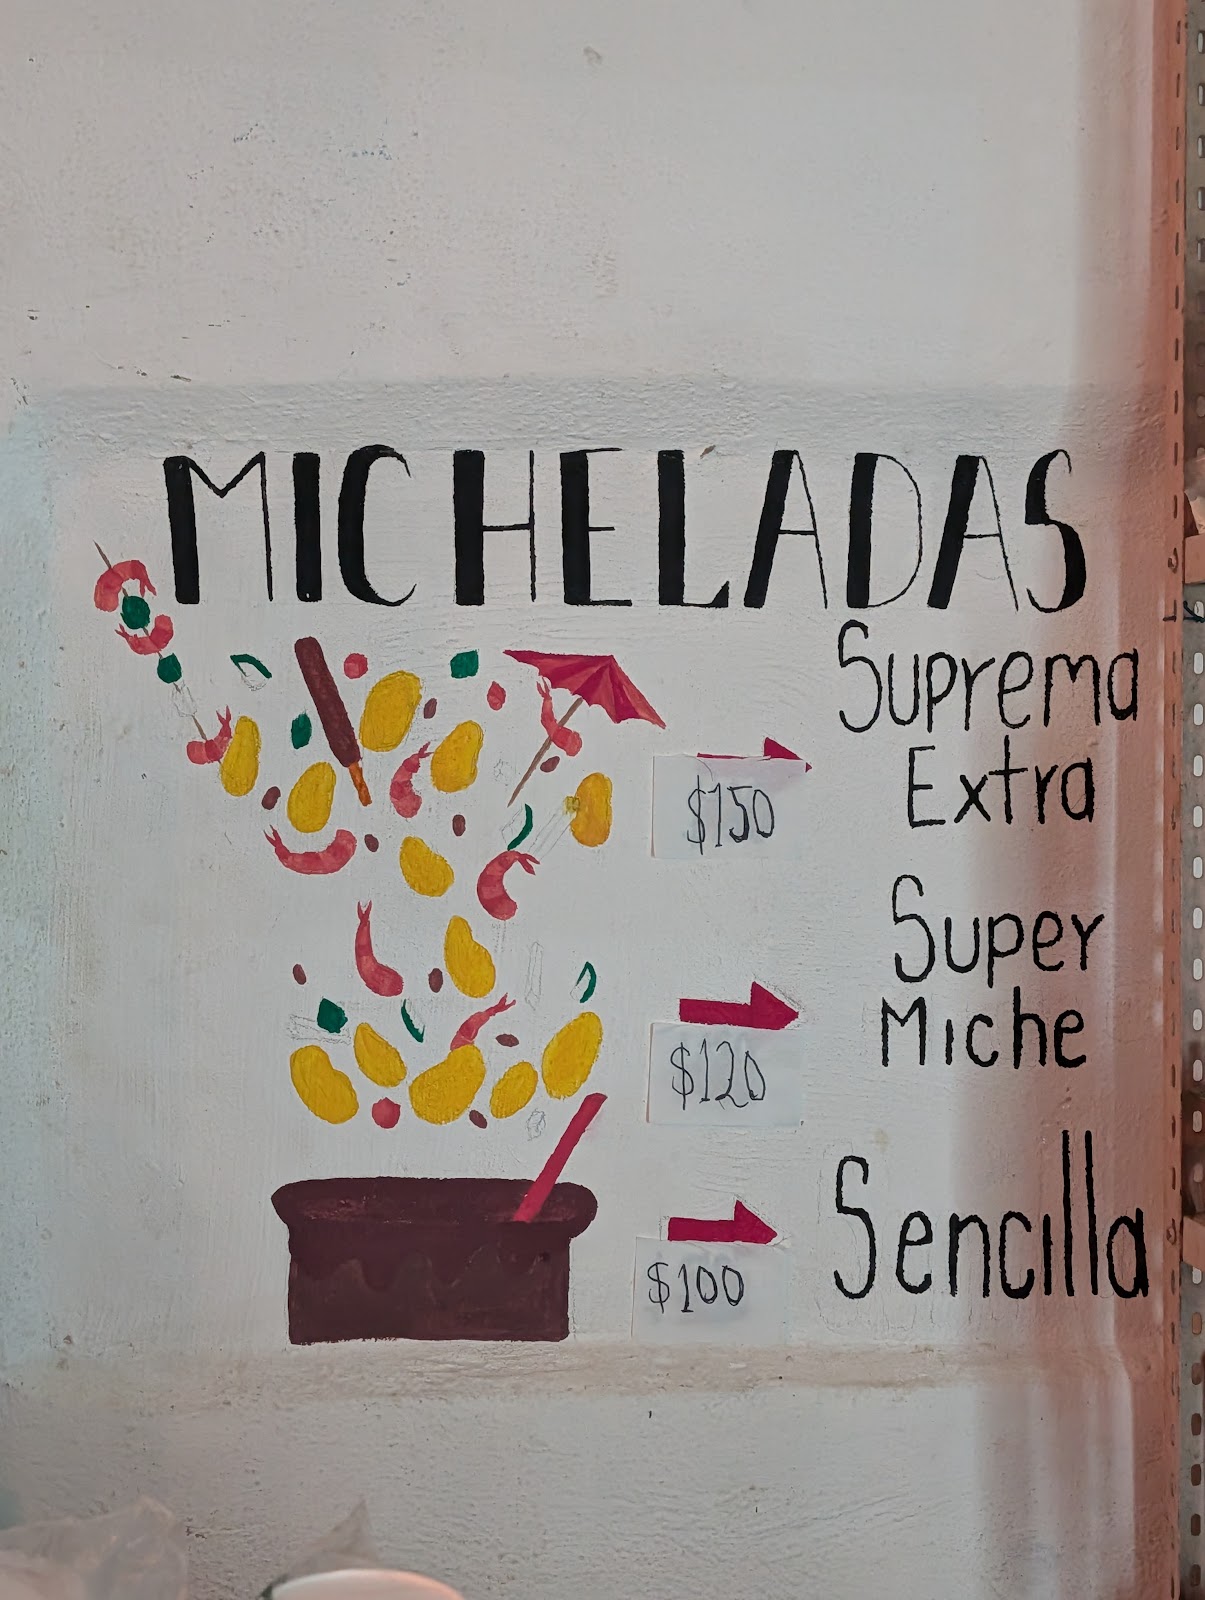 MICHELADAS
$150
Suprema
Extra
$120
Super
Miche
$100
Sencilla